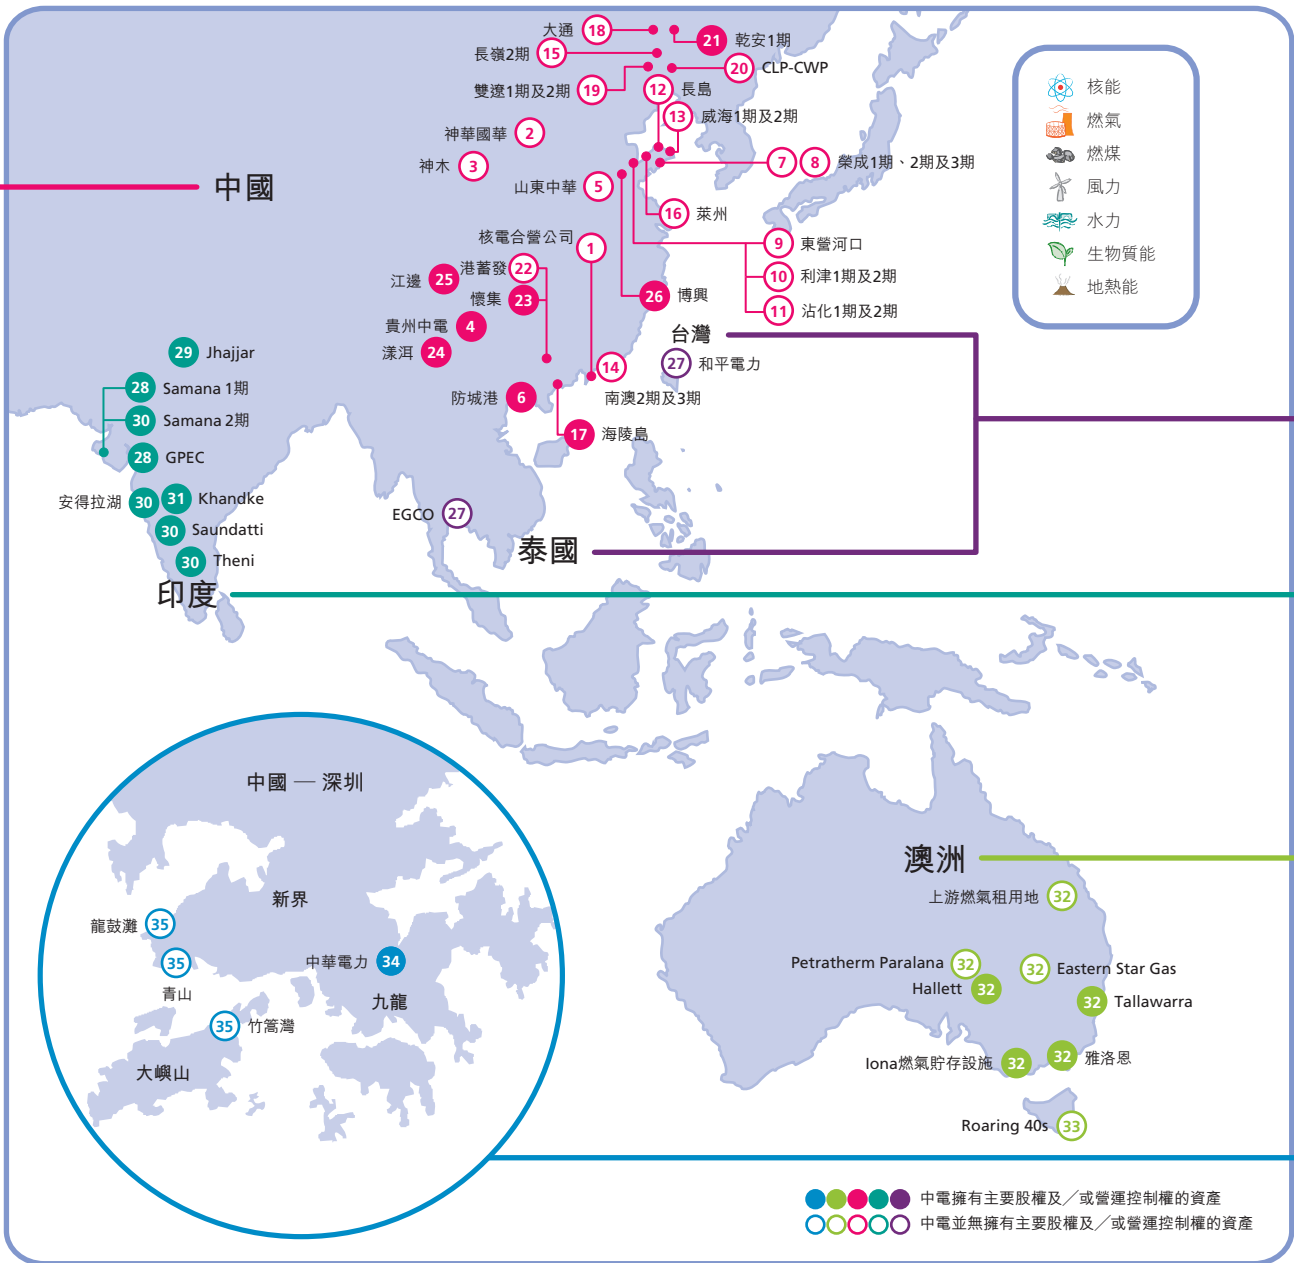 大通 18
21 乾安1期
長嶺2期 15
20 CLP-CWP
雙遼1期及2期 19
12 長島
13 威海1期及2期
神華國華 2
神木 3
7 8 榮成1期、2期及3期
中國
山東中華 5
16 萊州
核電合營公司 1
9 東營河口
港蓄發 22
10 利津1期及2期
江邊 25
懷集 23
26 博興
11 沾化1期及2期
貴州中電 4
台灣
漾洱 24
27 和平電力
14
南澳2期及3期
防城港 6
17 海陵島
29 Jhajjar
28 Samana 1期
30 Samana 2期
28 GPEC
安得拉湖 30
31 Khandke
30 Saundatti
30 Theni
印度
EGCO 27
泰國
核能
燃氣
燃煤
風力
水力
生物質能
地熱能
中國 — 深圳
新界
龍鼓灘 35
35
青山
中華電力 34
九龍
35 竹篙灣
大嶼山
澳洲
上游燃氣租用地 32
Petratherm Paralana 32
32 Eastern Star Gas
Hallett 32
32 Tallawarra
Iona燃氣貯存設施 32
32 雅洛恩
Roaring 40s 33
中電擁有主要股權及／或營運控制權的資產
中電並無擁有主要股權及／或營運控制權的資產